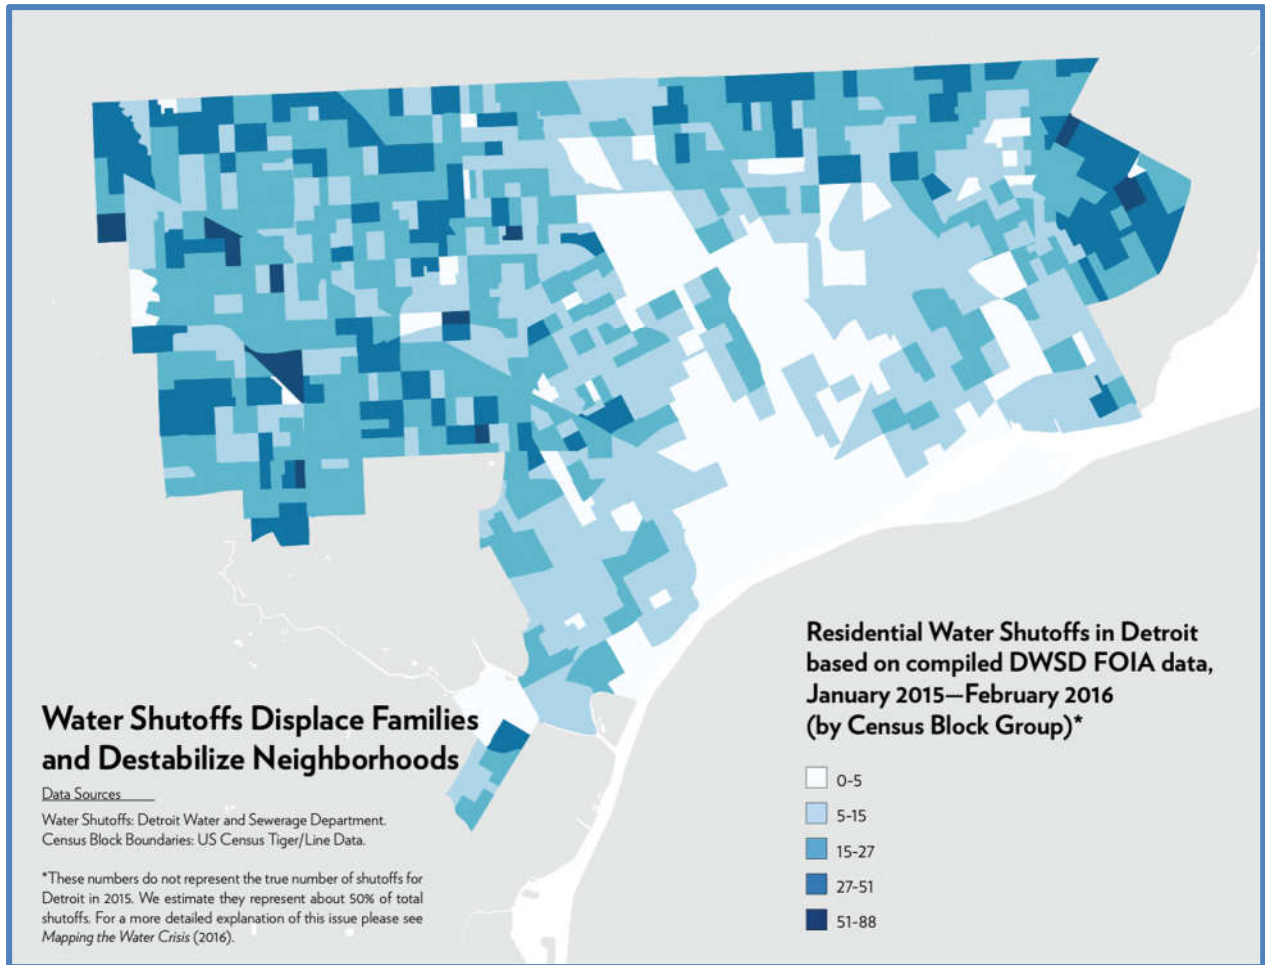 Water Shutoffs Displace Families
and Destabilize Neighborhoods
Data Sources
Water Shutoffs: Detroit Water and Sewerage Department.
Census Block Boundaries: US Census Tiger/Line Data.
*These numbers do not represent the true number of shutoffs for
Detroit in 2015. We estimate they represent about 50% of total
shutoffs. For a more detailed explanation of this issue please see
Mapping the Water Crisis (2016).
Residential Water Shutoffs in Detroit
based on compiled DWSD FOIA data,
January 2015—February 2016
(by Census Block Group)*
0-5
5-15
15-27
27-51
51-88